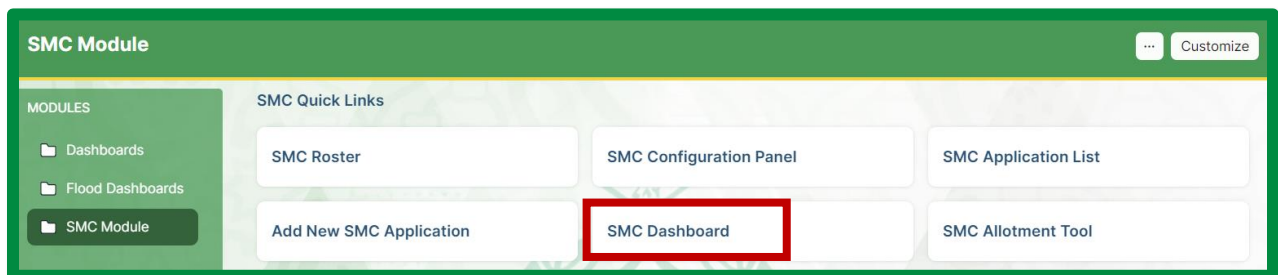 SMC Module
... Customize
MODULES
Dashboards
Flood Dashboards
SMC Module
SMC Quick Links
SMC Roster
SMC Configuration Panel
SMC Application List
Add New SMC Application
SMC Dashboard
SMC Allotment Tool